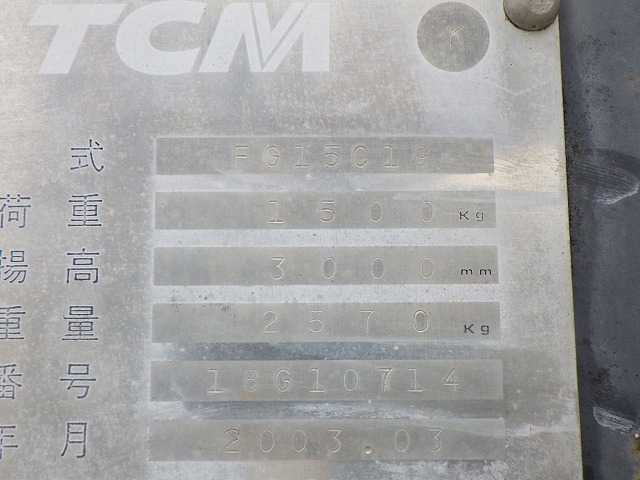 TCM K
式 FG15C19
荷重 1500 Kg
揚高 3000 mm
重量 2570 Kg
番号 18G10714
年月 2003.03